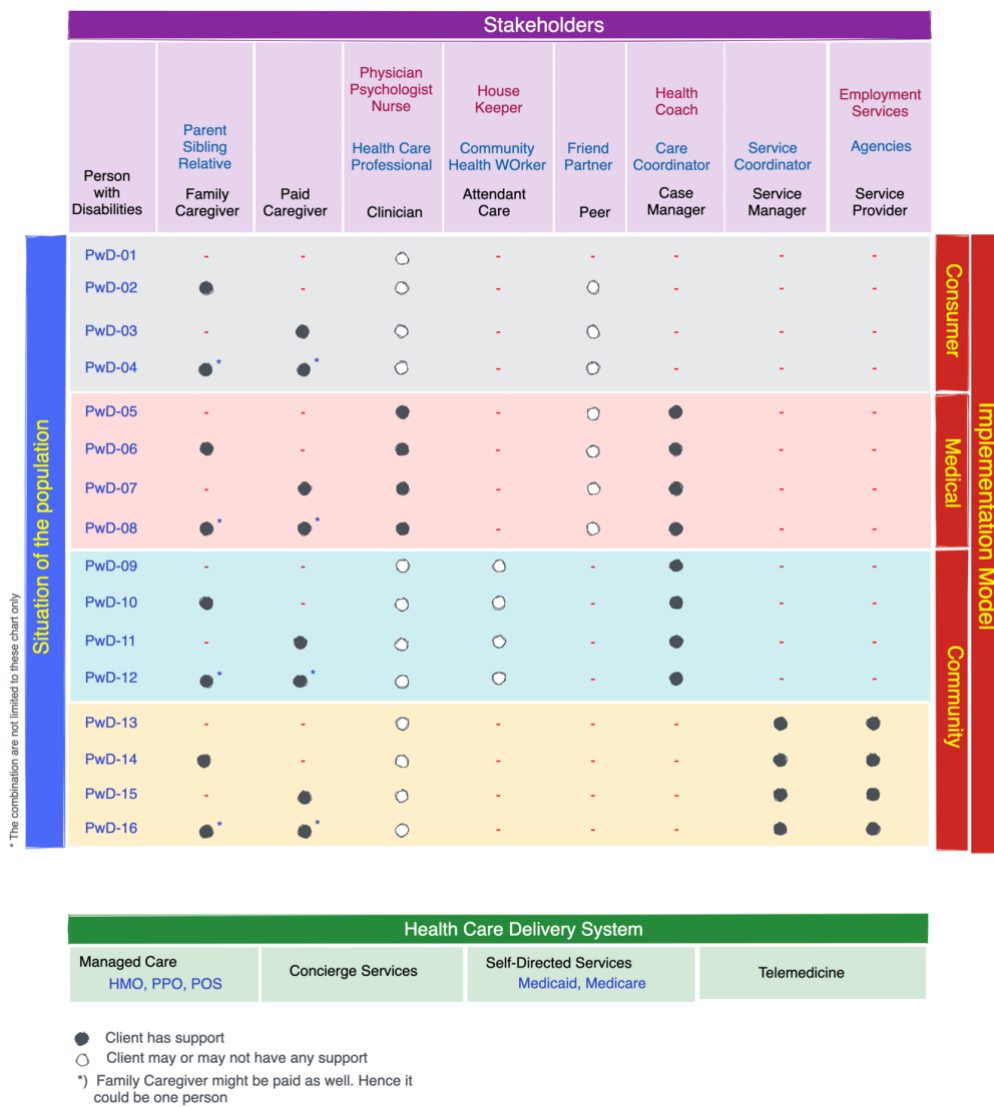 Stakeholders
Person
with
Disabilities
Parent
Sibling
Relative
Family
Caregiver
Paid
Caregiver
Physician
Psychologist
Nurse
Health Care
Professional
Clinician
House
Keeper
Community
Health WOrker
Attendant
Care
Friend
Partner
Peer
Health
Coach
Care
Coordinator
Case
Manager
Service
Coordinator
Service
Manager
Employment
Services
Agencies
Service
Provider
Situation of the population
* The combination are not limited to these chart only
PwD-01 - - - - - - -
PwD-02 - - - - -
PwD-03 - - - - -
PwD-04 * * - - - -
PwD-05 - - - - -
PwD-06 - - - -
PwD-07 - - - -
PwD-08 * * - - -
PwD-09 - - - - -
PwD-10 - - - -
PwD-11 - - - -
PwD-12 * * - - -
PwD-13 - - - - -
PwD-14 - - - -
PwD-15 - - - -
PwD-16 * * - - -
Consumer
Medical
Community
Implementation Model
Health Care Delivery System
Managed Care
HMO, PPO, POS
Concierge Services
Self-Directed Services
Medicaid, Medicare
Telemedicine
Client has support
Client may or may not have any support
*) Family Caregiver might be paid as well. Hence it
could be one person